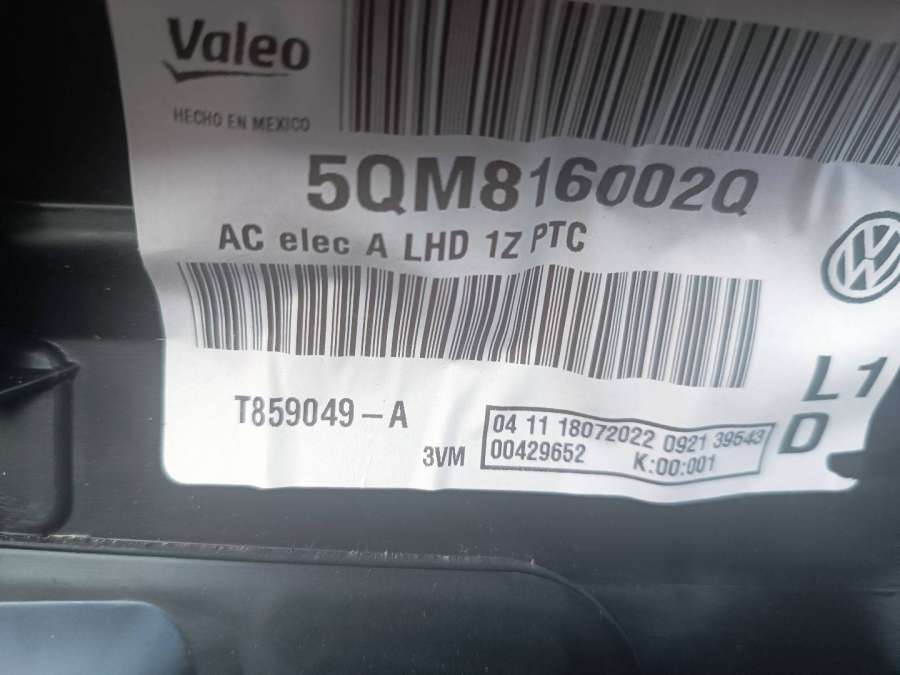 Valeo
HECHO EN MEXICO
5QM816002Q
AC elec A LHD 1Z PTC
VW
L1
T859049-A
D
3VM
04 11 18072022 0921 39543
00429652 K:00:001